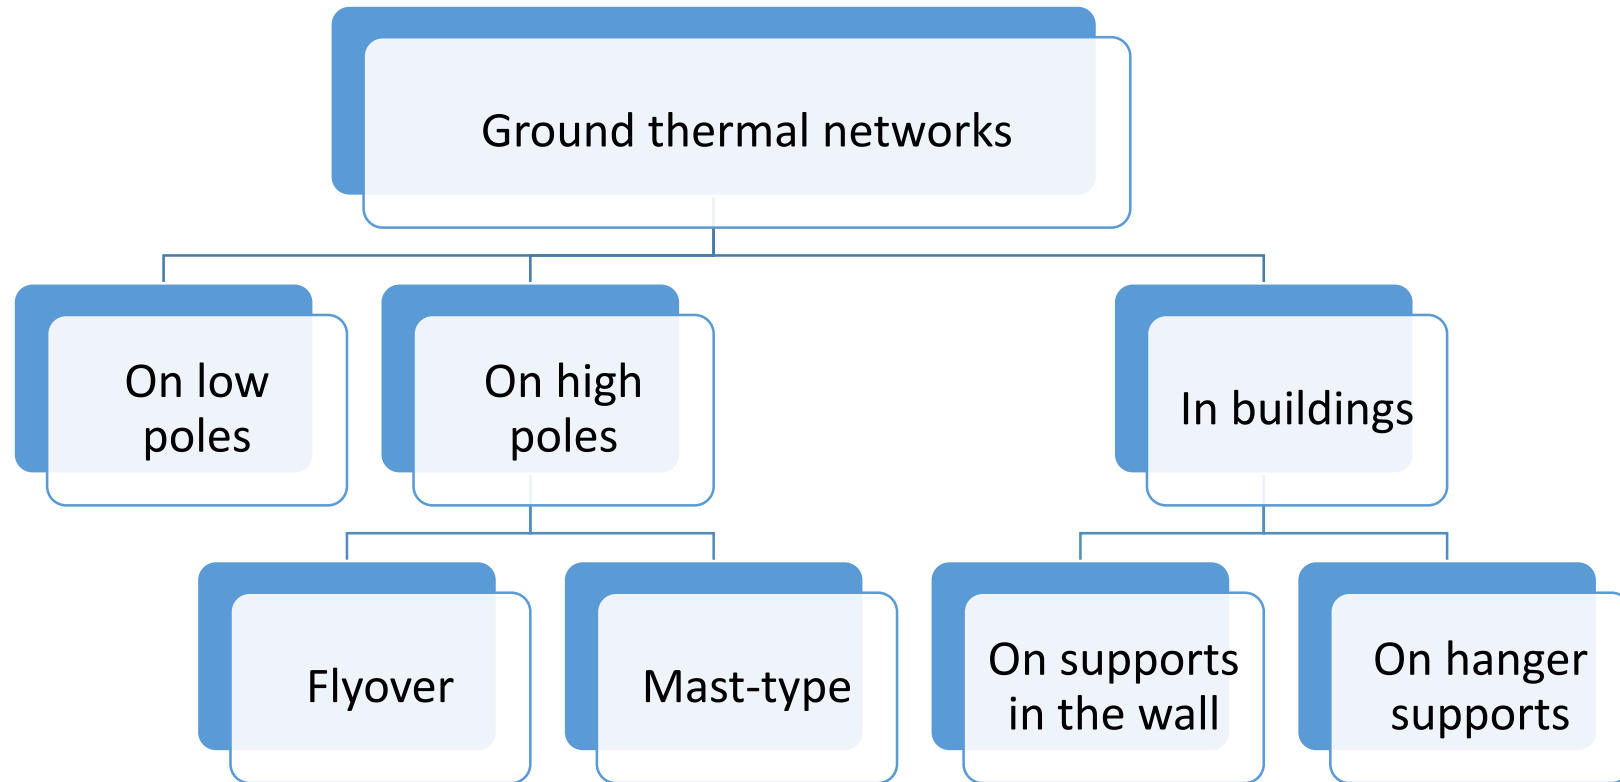 Ground thermal networks
On low
poles
On high
poles
In buildings
Flyover
Mast-type
On supports
in the wall
On hanger
supports